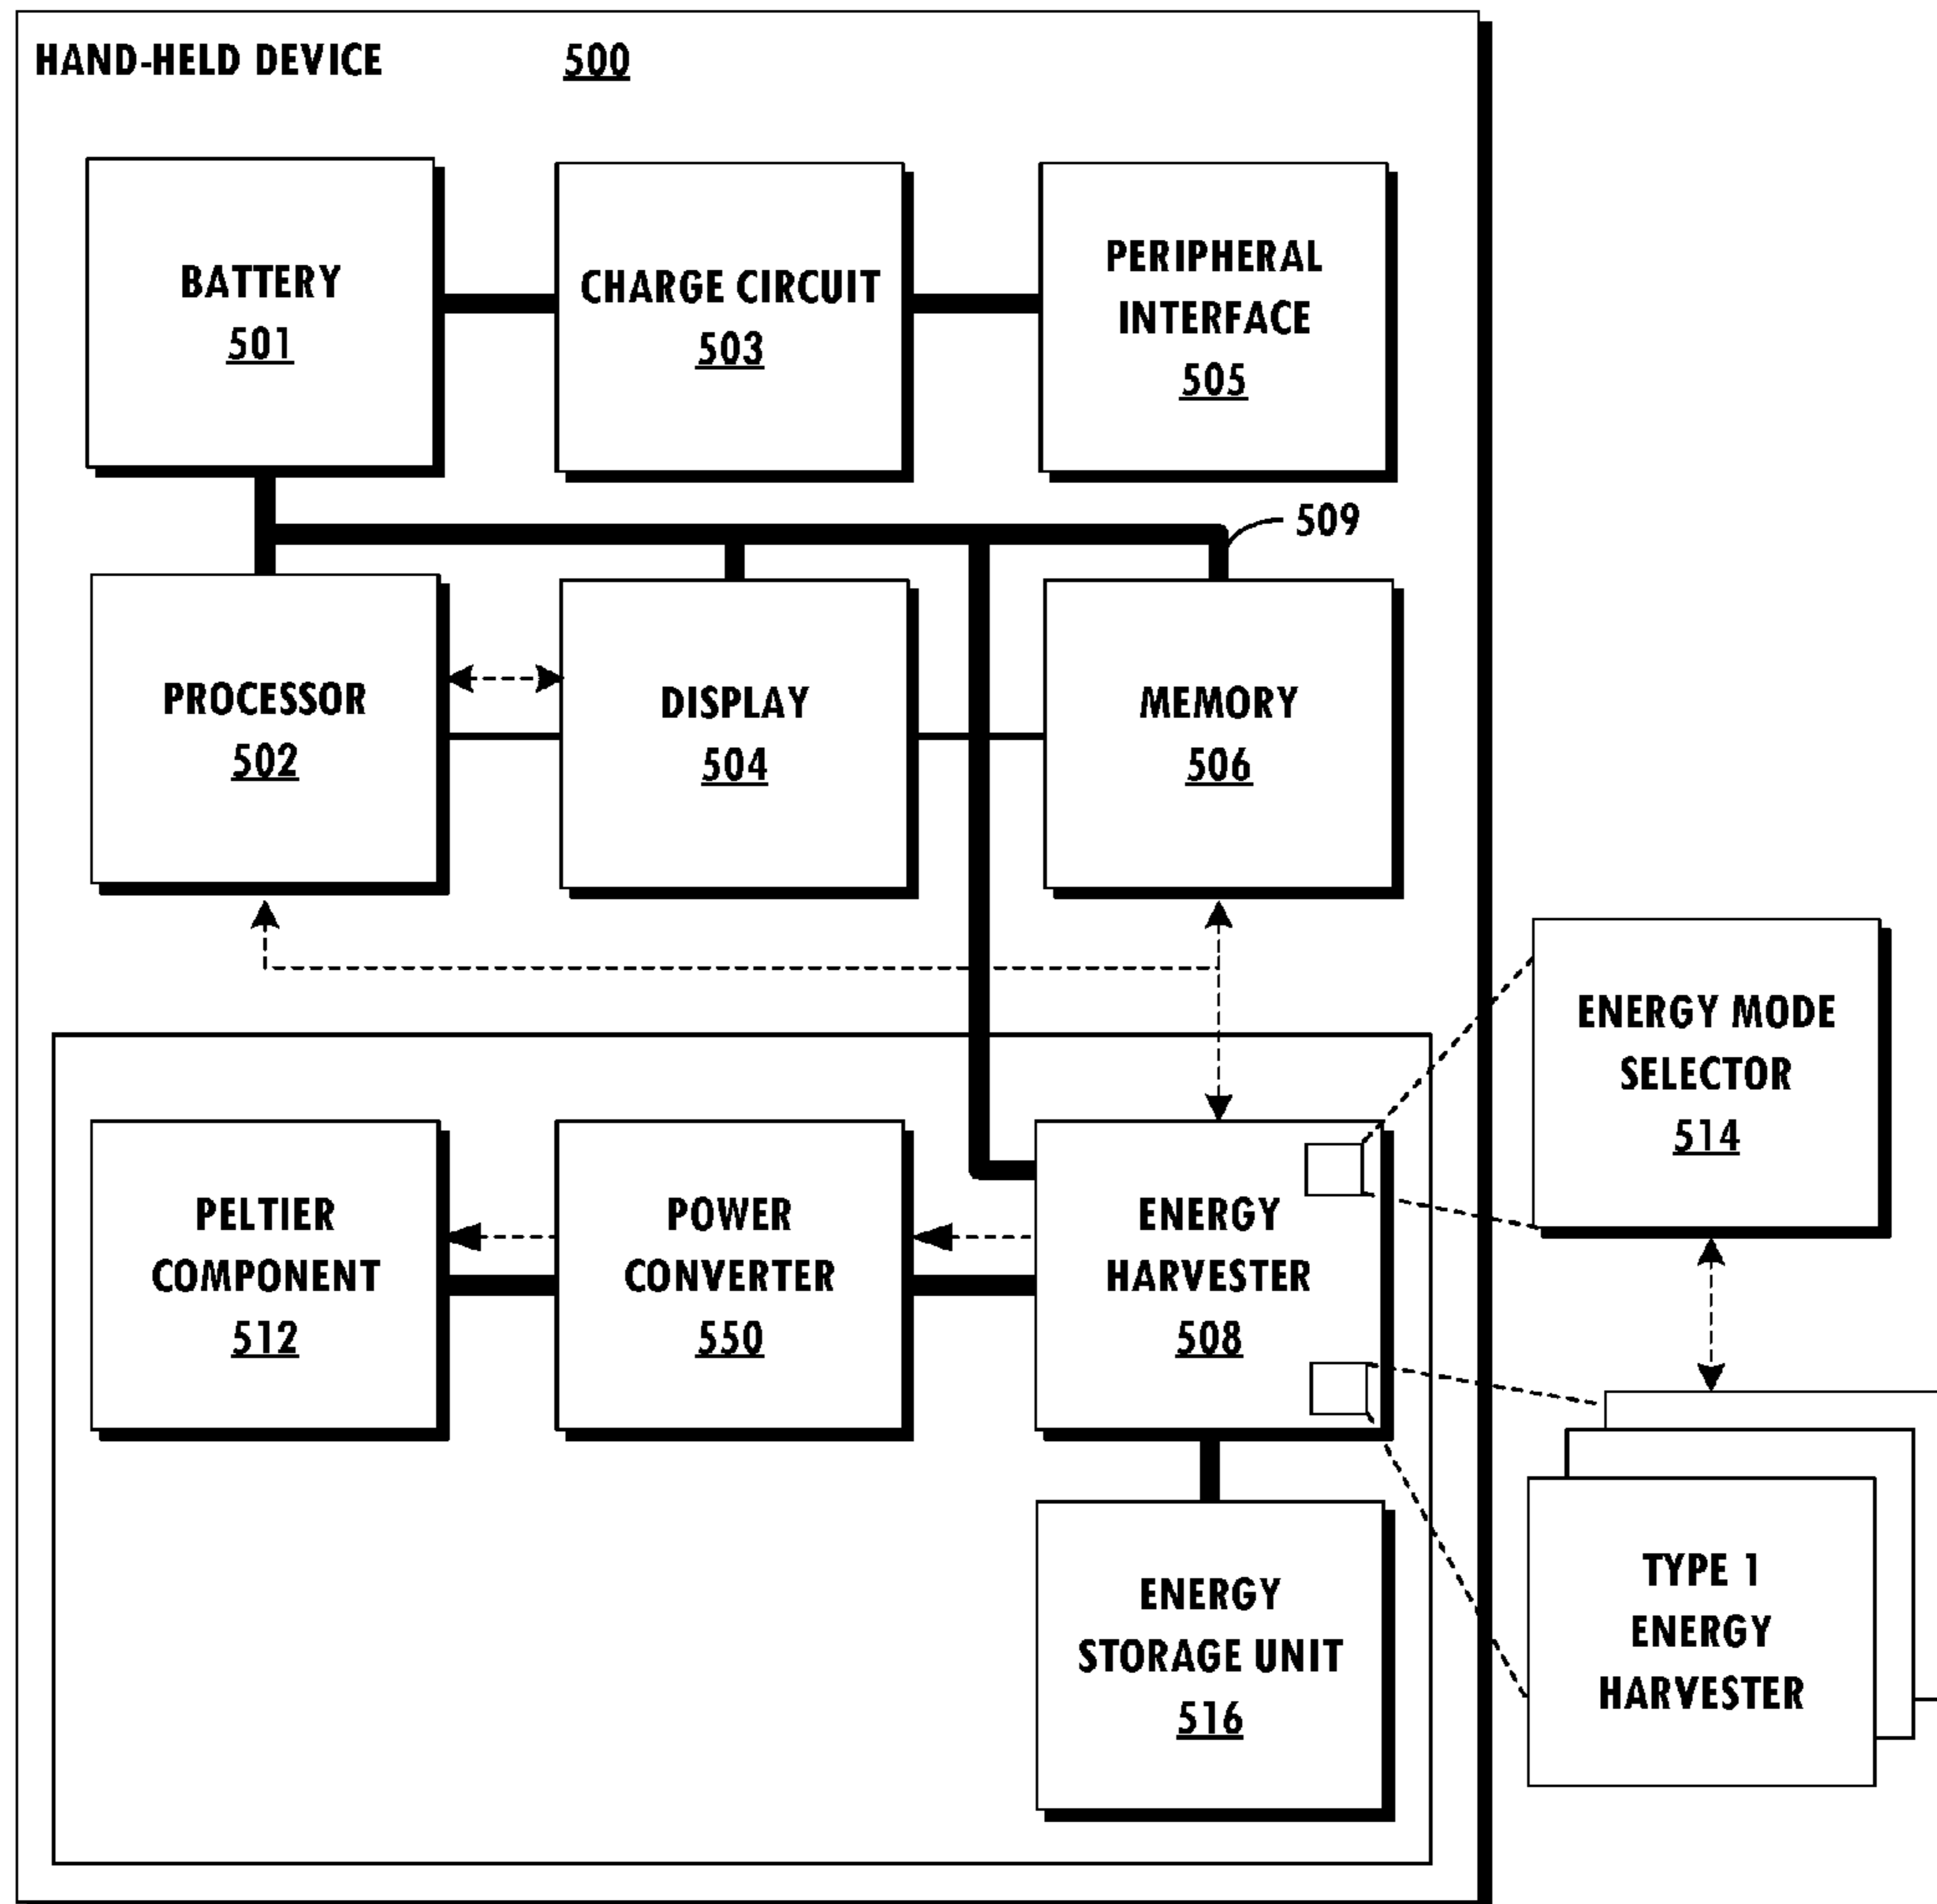 HAND-HELD DEVICE 500
BATTERY
501
CHARGE CIRCUIT
503
PERIPHERAL
INTERFACE
505
509
PROCESSOR
502
DISPLAY
504
MEMORY
506
ENERGY MODE
SELECTOR
514
PELTIER
COMPONENT
512
POWER
CONVERTER
550
ENERGY
HARVESTER
508
ENERGY
STORAGE UNIT
516
TYPE 1
ENERGY
HARVESTER